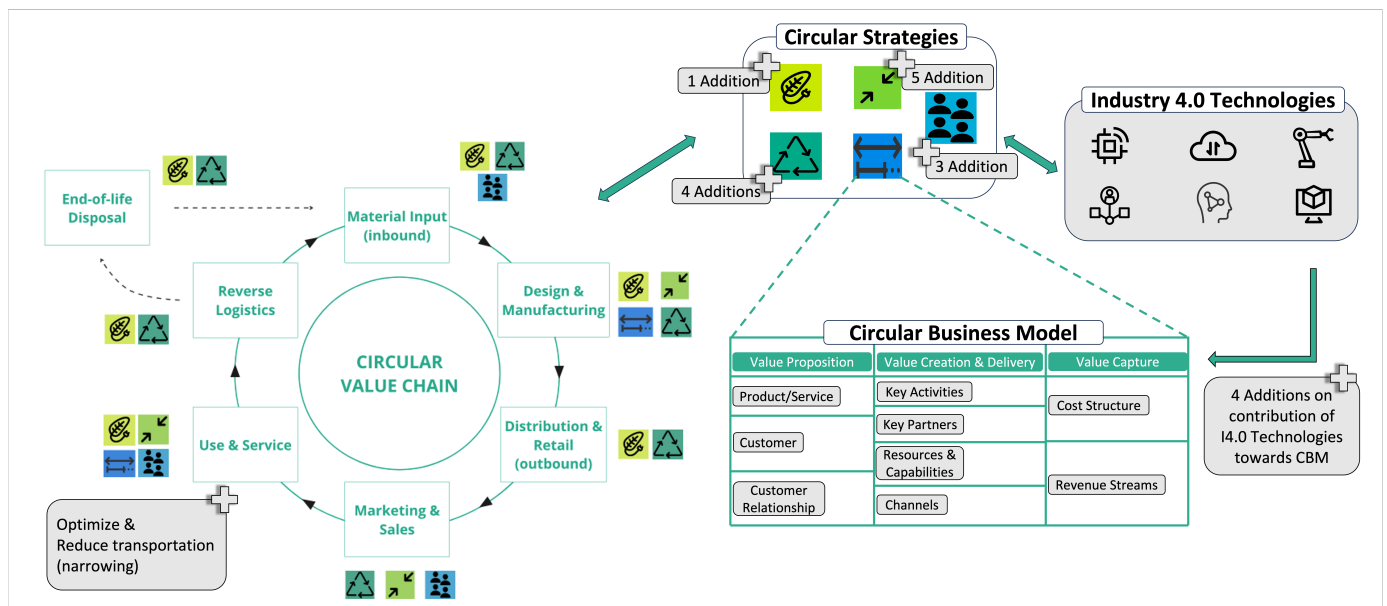 Circular Strategies
1 Addition
5 Addition
4 Additions
3 Addition
Industry 4.0 Technologies
End-of-life
Disposal
Material Input
(inbound)
Reverse
Logistics
Design &
Manufacturing
CIRCULAR
VALUE CHAIN
Use & Service
Distribution &
Retail
(outbound)
Marketing &
Sales
Optimize &
Reduce transportation
(narrowing)
Circular Business Model
Value Proposition
Value Creation & Delivery
Value Capture
Product/Service
Customer
Customer
Relationship
Key Activities
Key Partners
Resources &
Capabilities
Channels
Cost Structure
Revenue Streams
4 Additions on
contribution of
I4.0 Technologies
towards CBM